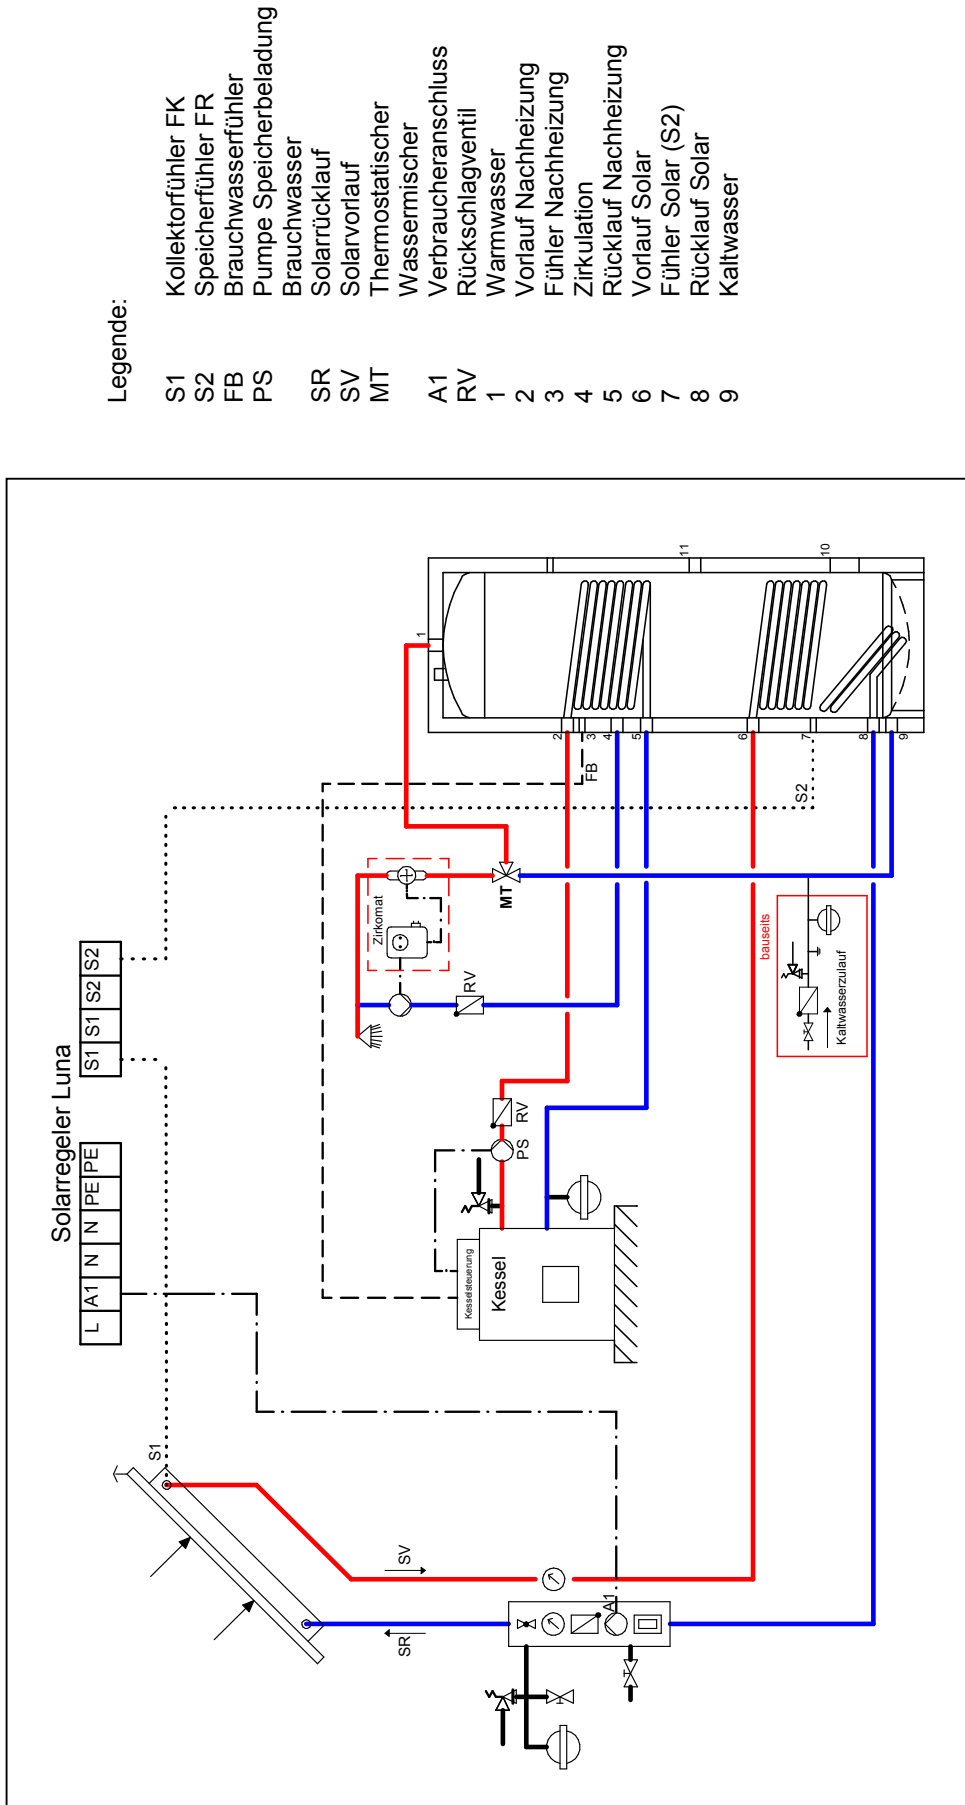 Legende:
S1 Kollektorfühler FK
S2 Speicherfühler FR
FB Brauchwasserfühler
PS Pumpe Speicherbeladung
Brauchwasser
SR Solarrücklauf
SV Solarvorlauf
MT Thermostatischer
Wassermischer
A1 Verbraucheranschluss
RV Rückschlagventil
1 Warmwasser
2 Vorlauf Nachheizung
3 Fühler Nachheizung
4 Zirkulation
5 Rücklauf Nachheizung
6 Vorlauf Solar
7 Fühler Solar (S2)
8 Rücklauf Solar
9 Kaltwasser
Solarregeler Luna
L A1 N N PE PE
S1 S1 S2 S2
S1
SV
SR
A1
Kesselsteuerung
Kessel
PS
RV
RV
Zirkomat
MT
FB
S2
bauseits
Kaltwasserzulauf
1
2
3
4
5
6
7
8
9
10
11